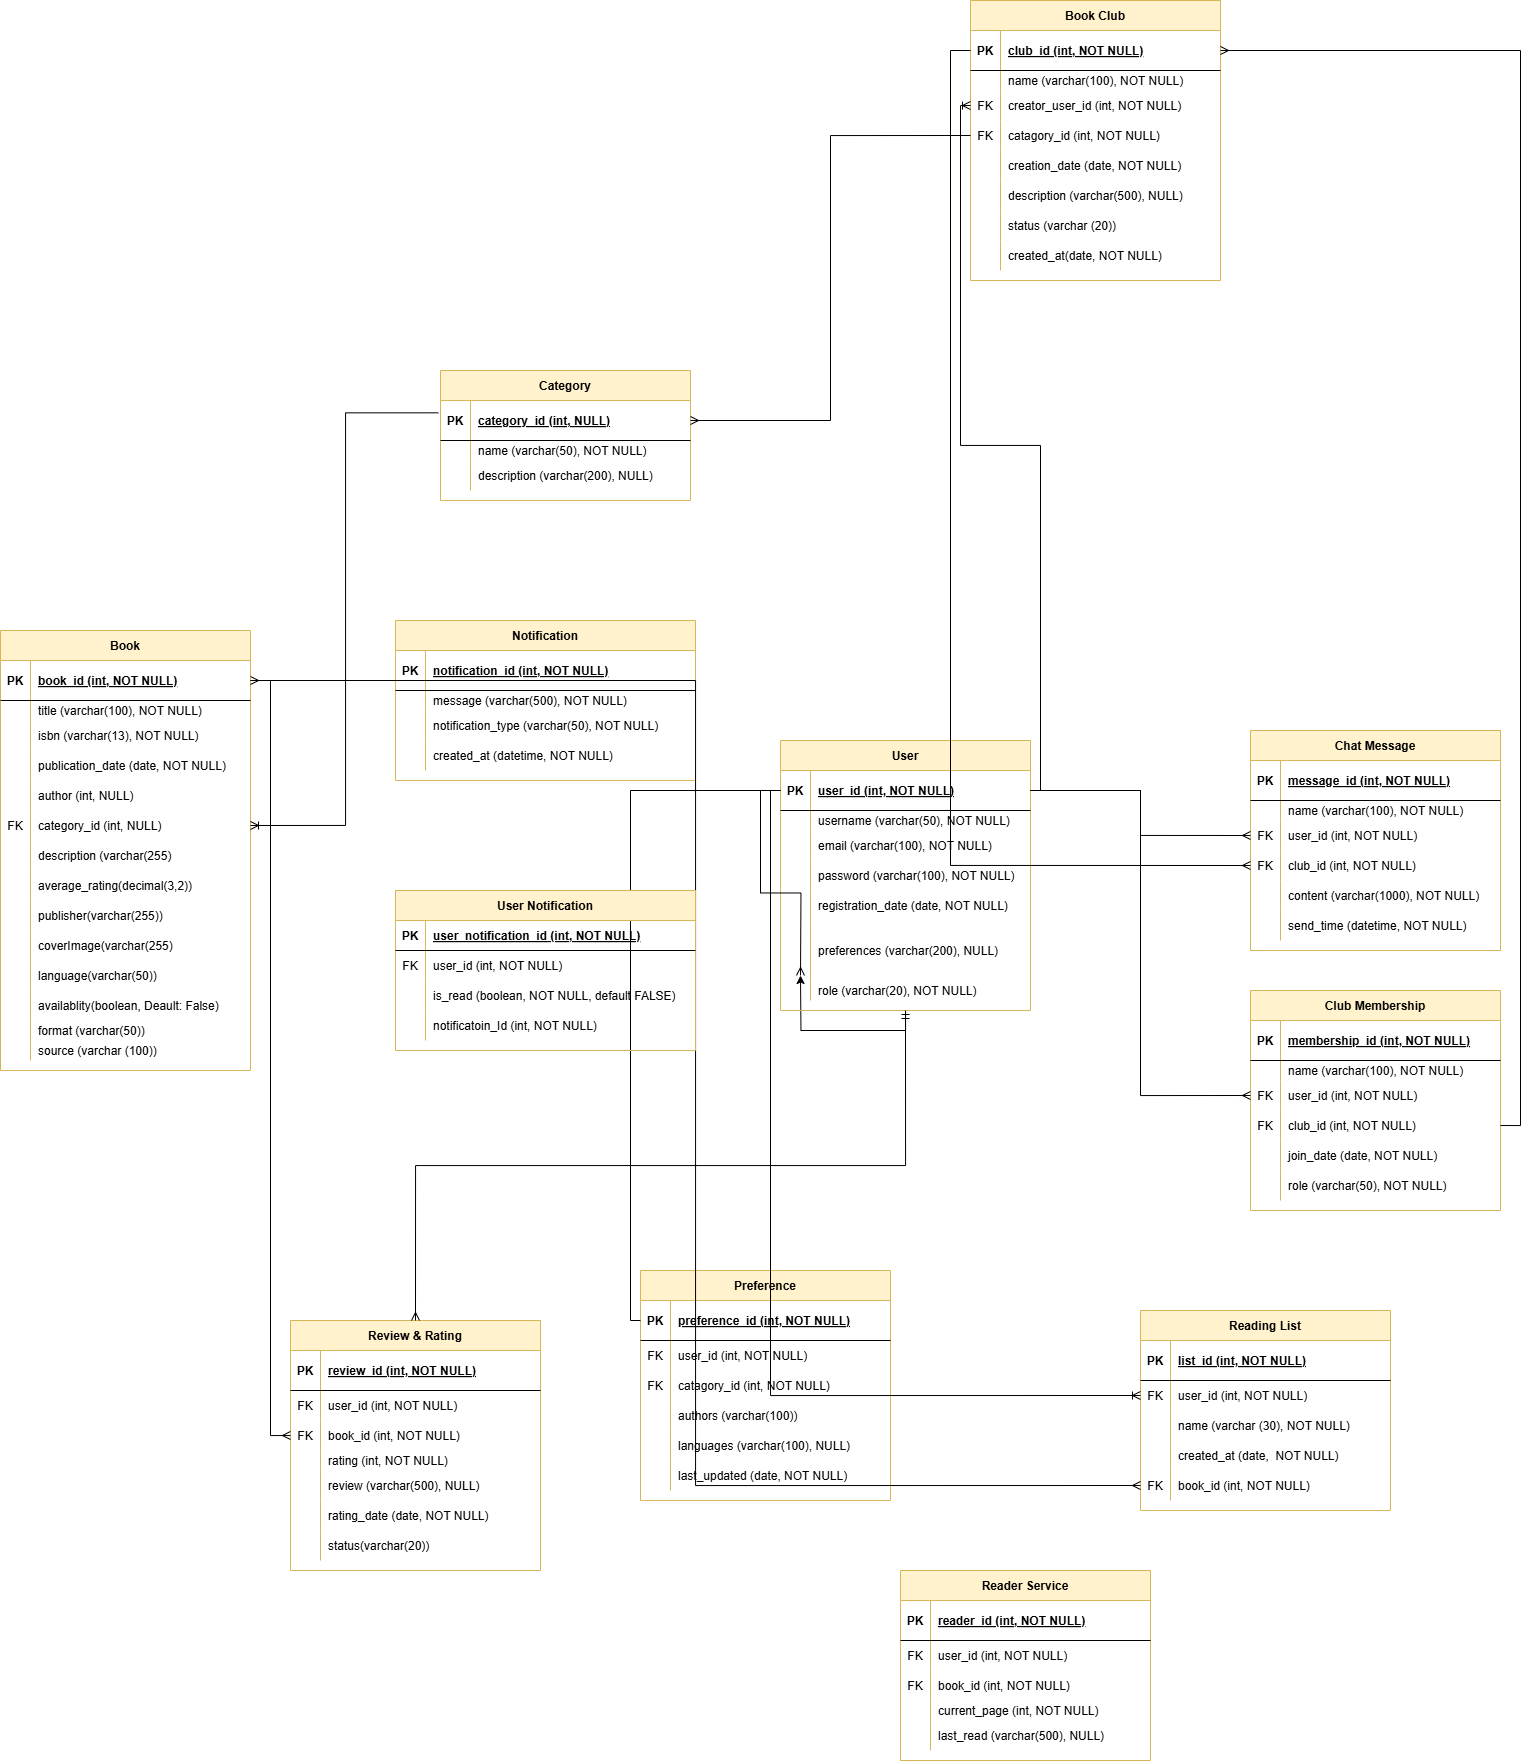 Book Club
PK club_id (int, NOT NULL)
name (varchar(100), NOT NULL)
FK creator_user_id (int, NOT NULL)
FK catagory_id (int, NOT NULL)
creation_date (date, NOT NULL)
description (varchar(500), NULL)
status (varchar (20))
created_at(date, NOT NULL)
Category
PK category_id (int, NULL)
name (varchar(50), NOT NULL)
description (varchar(200), NULL)
Book
PK book_id (int, NOT NULL)
title (varchar(100), NOT NULL)
isbn (varchar(13), NOT NULL)
publication_date (date, NOT NULL)
author (int, NULL)
FK category_id (int, NULL)
description (varchar(255)
average_rating(decimal(3,2))
publisher(varchar(255))
coverImage(varchar(255)
language(varchar(50))
availablity(boolean, Deault: False)
format (varchar(50))
source (varchar (100))
Notification
PK notification_id (int, NOT NULL)
message (varchar(500), NOT NULL)
notification_type (varchar(50), NOT NULL)
created_at (datetime, NOT NULL)
User
PK user_id (int, NOT NULL)
username (varchar(50), NOT NULL)
email (varchar(100), NOT NULL)
password (varchar(100), NOT NULL)
registration_date (date, NOT NULL)
preferences (varchar(200), NULL)
role (varchar(20), NOT NULL)
Chat Message
PK message_id (int, NOT NULL)
name (varchar(100), NOT NULL)
FK user_id (int, NOT NULL)
FK club_id (int, NOT NULL)
content (varchar(1000), NOT NULL)
send_time (datetime, NOT NULL)
User Notification
PK user_notification_id (int, NOT NULL)
FK user_id (int, NOT NULL)
is_read (boolean, NOT NULL, default FALSE)
notificatoin_Id (int, NOT NULL)
Club Membership
PK membership_id (int, NOT NULL)
name (varchar(100), NOT NULL)
FK user_id (int, NOT NULL)
FK club_id (int, NOT NULL)
join_date (date, NOT NULL)
role (varchar(50), NOT NULL)
Review & Rating
PK review_id (int, NOT NULL)
FK user_id (int, NOT NULL)
FK book_id (int, NOT NULL)
rating (int, NOT NULL)
review (varchar(500), NULL)
rating_date (date, NOT NULL)
status(varchar(20))
Preference
PK preference_id (int, NOT NULL)
FK user_id (int, NOT NULL)
FK catagory_id (int, NOT NULL)
authors (varchar(100))
languages (varchar(100), NULL)
last_updated (date, NOT NULL)
Reading List
PK list_id (int, NOT NULL)
FK user_id (int, NOT NULL)
name (varchar (30), NOT NULL)
created_at (date, NOT NULL)
FK book_id (int, NOT NULL)
Reader Service
PK reader_id (int, NOT NULL)
FK user_id (int, NOT NULL)
FK book_id (int, NOT NULL)
current_page (int, NOT NULL)
last_read (varchar(500), NULL)